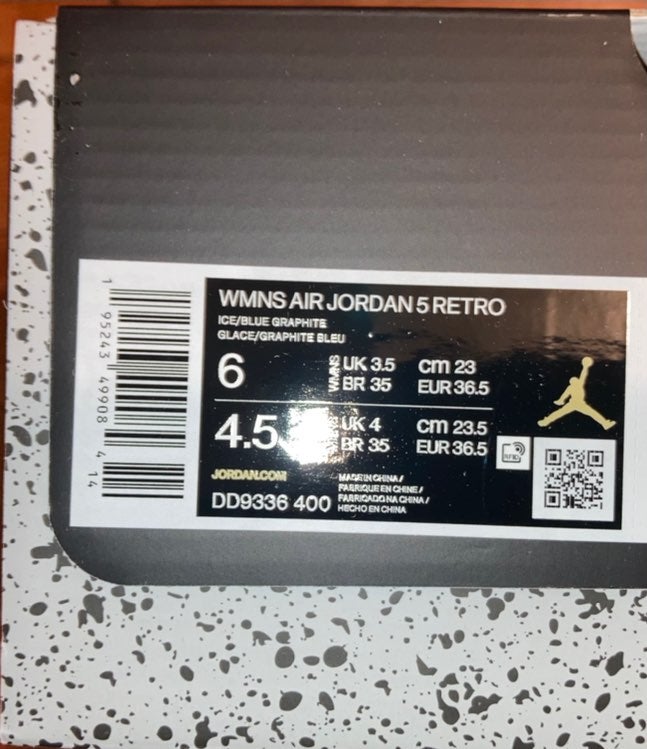 WMNS AIR JORDAN 5 RETRO
ICE/BLUE GRAPHITE
GLACE/GRAPHITE BLEU
6 WMNS UK 3.5 CM 23
BR 35 EUR 36.5
4.5 UK 4 CM 23.5
BR 35 EUR 36.5
RFID
JORDAN.COM
DD9336 400
MADE IN CHINA /
FABRIQUE EN CHINE /
FABRICADO NA CHINA /
HECHO EN CHINA
1 95243 49908 4 14